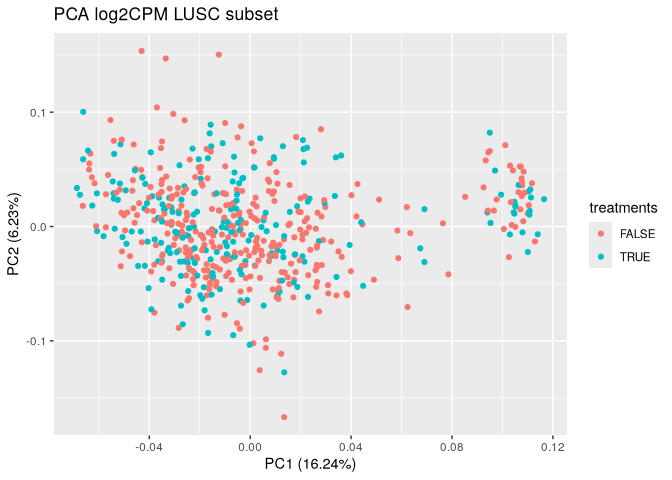 PCA log2CPM LUSC subset
0.1
0.0
-0.1
PC2 (6.23%)
-0.04
0.00
0.04
0.08
0.12
PC1 (16.24%)
treatments
FALSE
TRUE